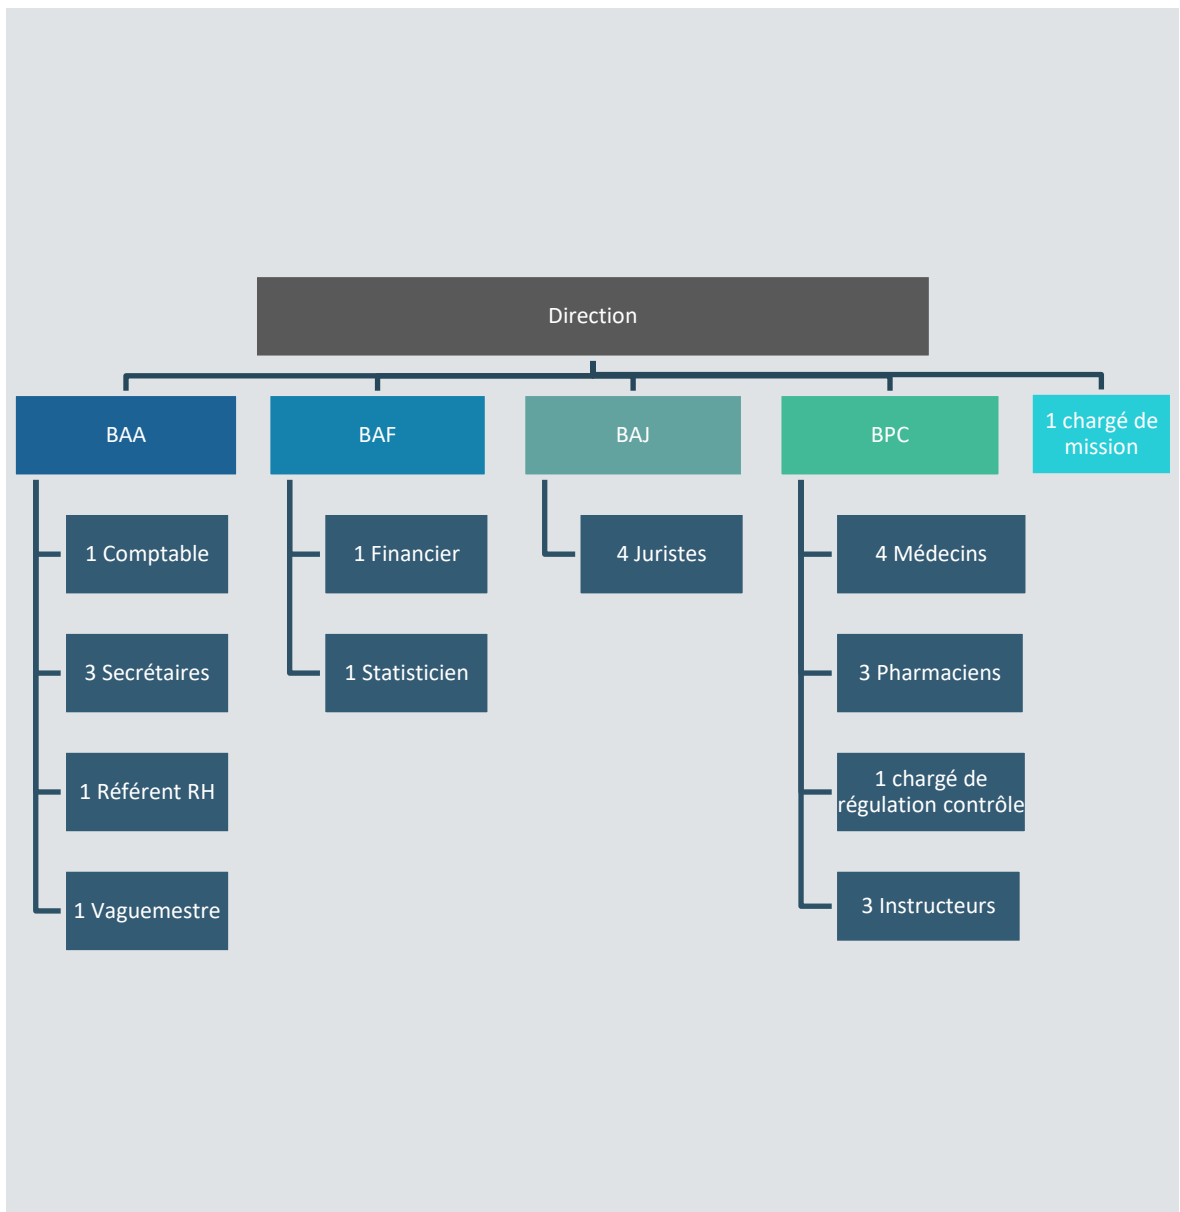 Direction
BAA
BAF
BAJ
BPC
1 chargé de
mission
1 Comptable
3 Secrétaires
1 Référent RH
1 Vaguemestre
1 Financier
1 Statisticien
4 Juristes
4 Médecins
3 Pharmaciens
1 chargé de
régulation contrôle
3 Instructeurs